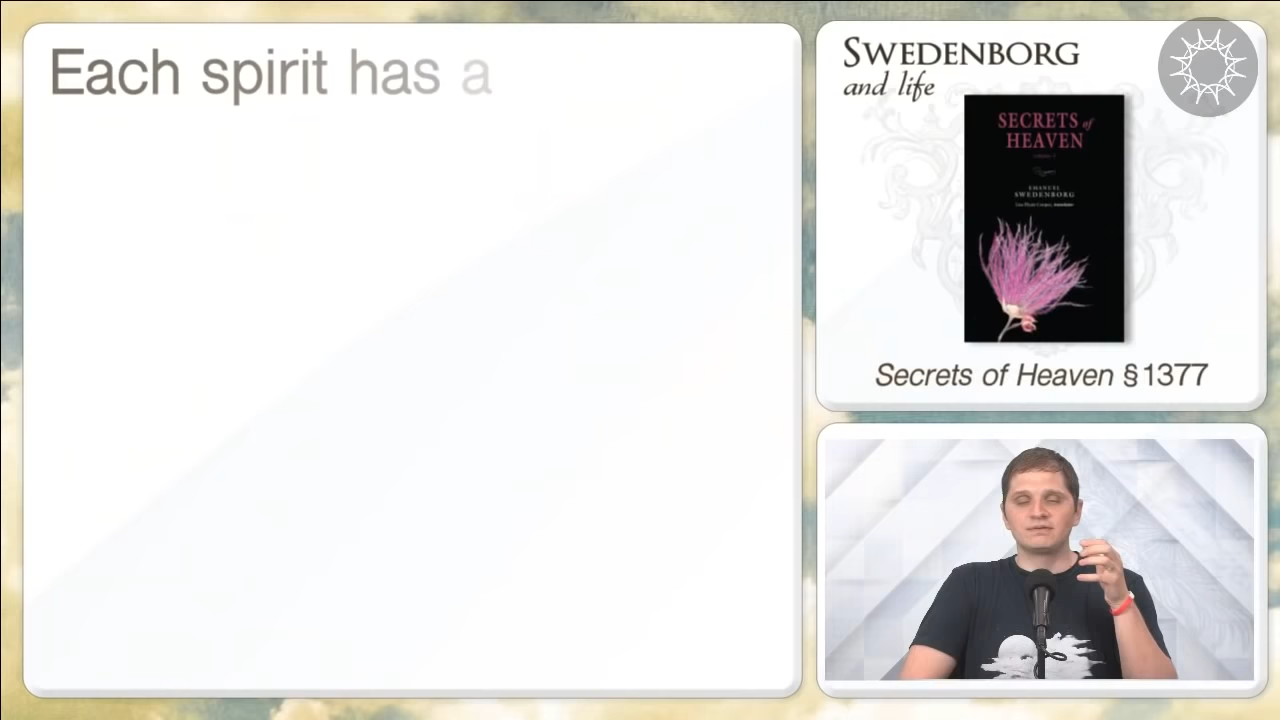 Each spirit has a
SWEDENBORG
and life
SECRETS of
HEAVEN
EMANUEL
SWEDENBORG
Secrets of Heaven §1377